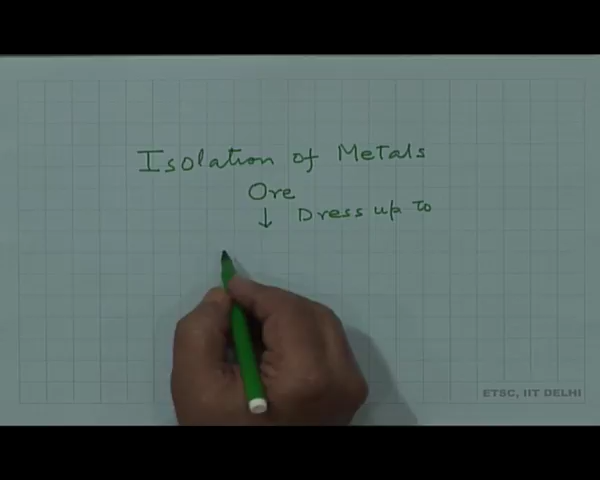 Isolation of Metals
Ore
↓ Dress up to
ETSC, IIT DELHI